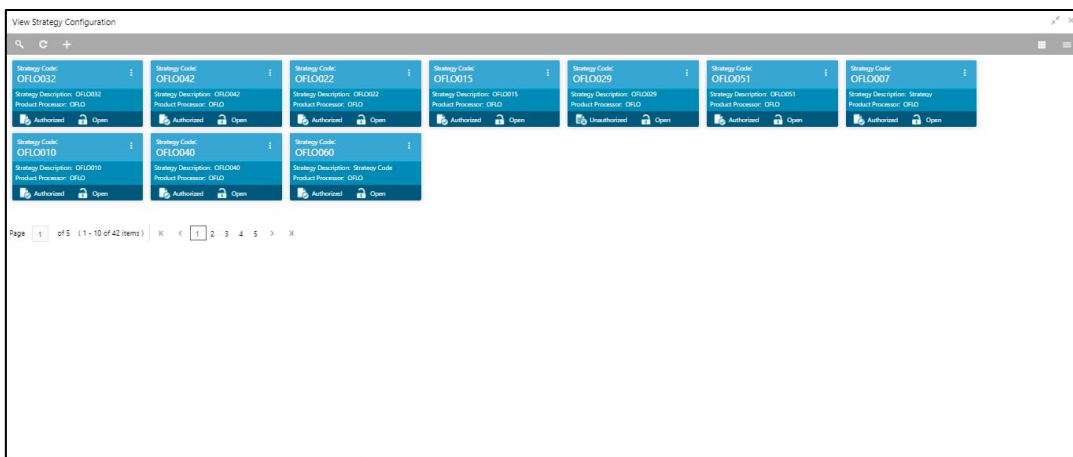 View Strategy Configuration
Strategy Code:
OFLO032
Strategy Description: OFLO032
Product Processor: OFLO
Authorized Open
Strategy Code:
OFLO042
Strategy Description: OFLO042
Product Processor: OFLO
Authorized Open
Strategy Code:
OFLO022
Strategy Description: OFLO022
Product Processor: OFLO
Authorized Open
Strategy Code:
OFLO015
Strategy Description: OFLO015
Product Processor: OFLO
Authorized Open
Strategy Code:
OFLO029
Strategy Description: OFLO029
Product Processor: OFLO
Unauthorized Open
Strategy Code:
OFLO051
Strategy Description: OFLO051
Product Processor: OFLO
Authorized Open
Strategy Code:
OFLO007
Strategy Description: Strategy
Product Processor: OFLO
Authorized Open
Strategy Code:
OFLO010
Strategy Description: OFLO010
Product Processor: OFLO
Authorized Open
Strategy Code:
OFLO040
Strategy Description: OFLO040
Product Processor: OFLO
Authorized Open
Strategy Code:
OFLO060
Strategy Description: Strategy Code
Product Processor: OFLO
Authorized Open
Page 1 of 5 (1 - 10 of 42 items) 1 2 3 4 5